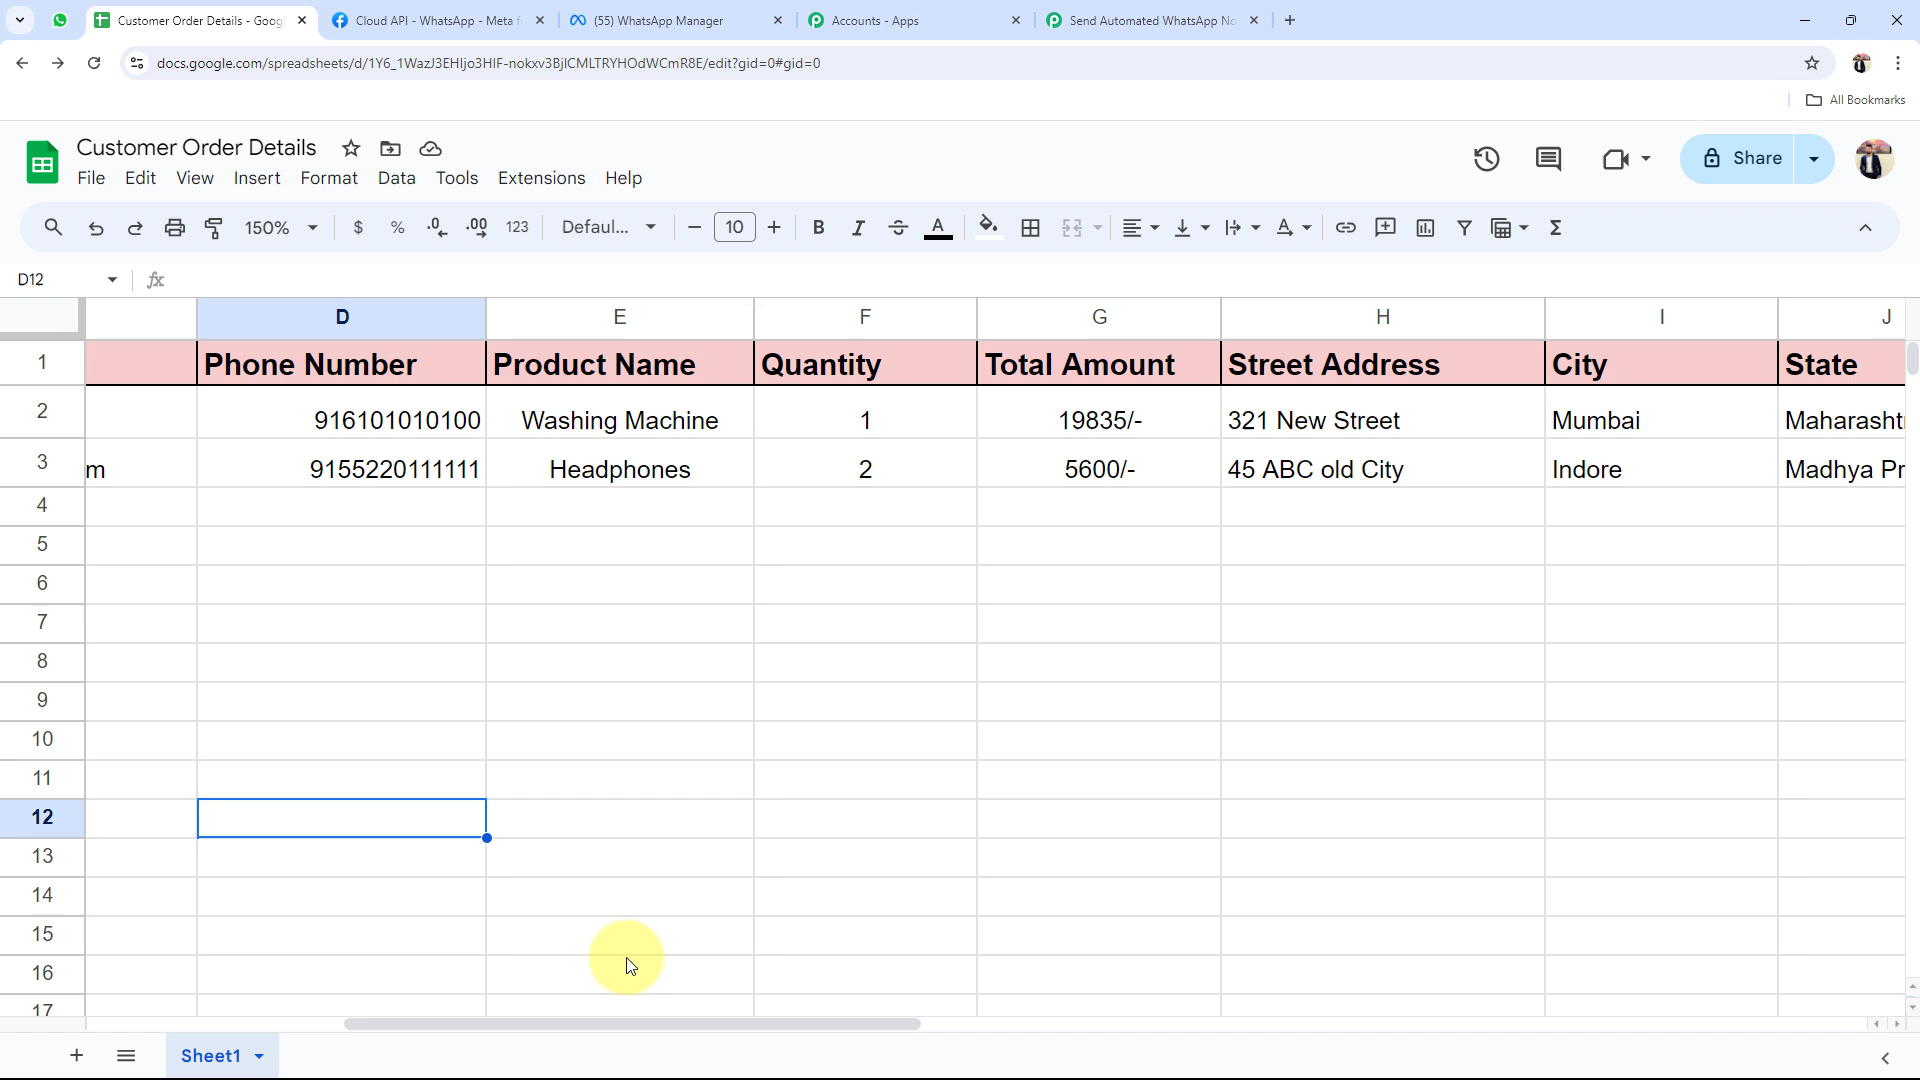 Customer Order Details - Goog
Cloud API - WhatsApp - Meta f
(55) WhatsApp Manager
Accounts - Apps
Send Automated WhatsApp No
docs.google.com/spreadsheets/d/1Y6_1WazJ3EHIjo3HIF-nokxv3BjlCMLTRYHOdWCmR8E/edit?gid=0#gid=0
All Bookmarks
Customer Order Details
File Edit View Insert Format Data Tools Extensions Help
Share
150% $ % .0 .00 123 Defaul... 10 B I A
D12 fx
D E F G H I J
1 Phone Number Product Name Quantity Total Amount Street Address City State
2 916101010100 Washing Machine 1 19835/- 321 New Street Mumbai Maharasht
3 m 9155220111111 Headphones 2 5600/- 45 ABC old City Indore Madhya Pr
4
5
6
7
8
9
10
11
12
13
14
15
16
17
Sheet1